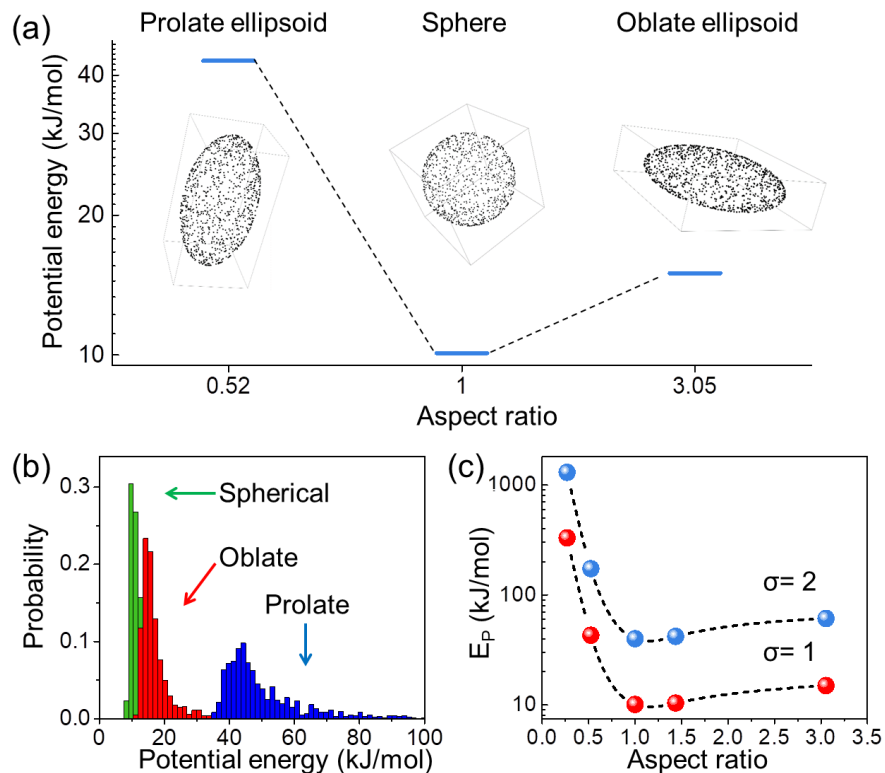 (a)
Prolate ellipsoid Sphere Oblate ellipsoid
Potential energy (kJ/mol)
40
30
20
10
0.52 1 3.05
Aspect ratio
(b)
Probability
0.3
0.2
0.1
0.0
Spherical
Oblate
Prolate
0 20 40 60 80 100
Potential energy (kJ/mol)
(c)
E_P (kJ/mol)
1000
100
10
σ= 2
σ= 1
0.0 0.5 1.0 1.5 2.0 2.5 3.0 3.5
Aspect ratio